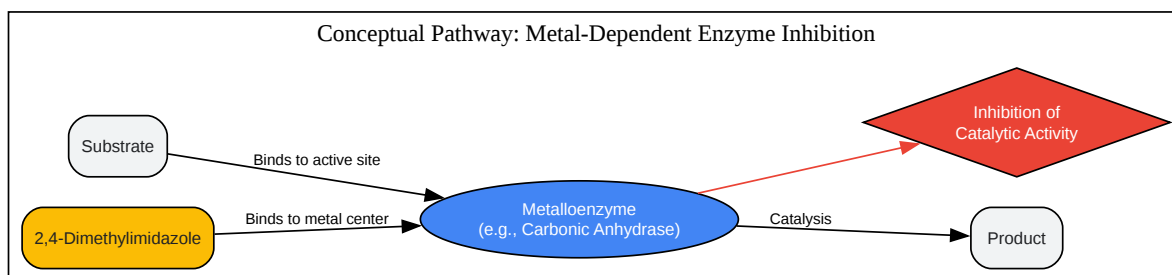 Conceptual Pathway: Metal-Dependent Enzyme Inhibition
Inhibition of
Catalytic Activity
Substrate
Binds to active site
2,4-Dimethylimidazole
Binds to metal center
Metalloenzyme
(e.g., Carbonic Anhydrase)
Catalysis
Product